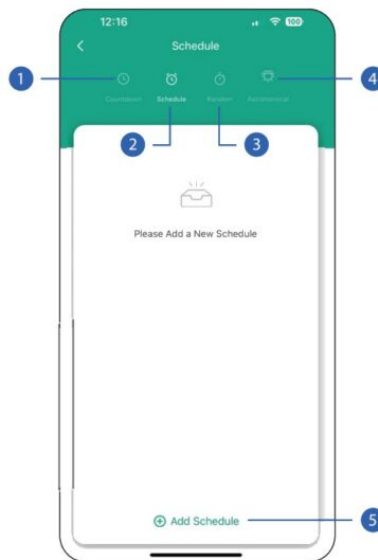 12:16
100
Schedule
1
4
Countdown Schedule Random Astronomical
2
3
Please Add a New Schedule
Add Schedule
5